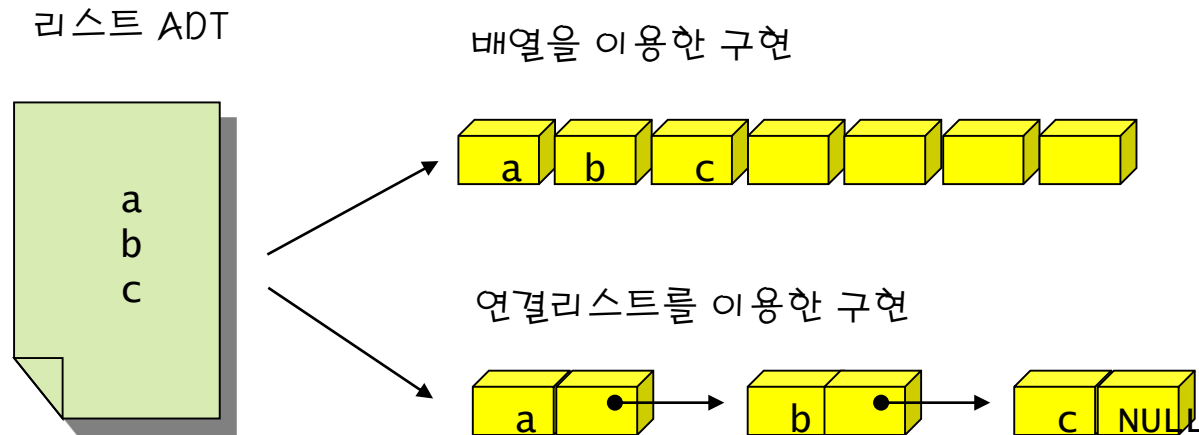 리스트 ADT
a
b
c
배열을 이용한 구현
a b c
연결리스트를 이용한 구현
a b c NULL